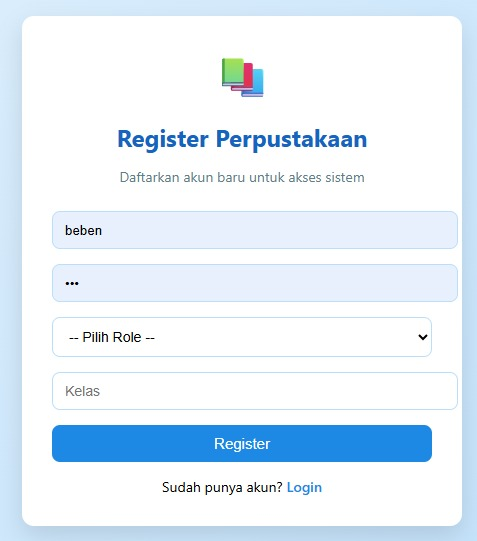 Register Perpustakaan
Daftarkan akun baru untuk akses sistem
beben
•••
-- Pilih Role --
Kelas
Register
Sudah punya akun? Login